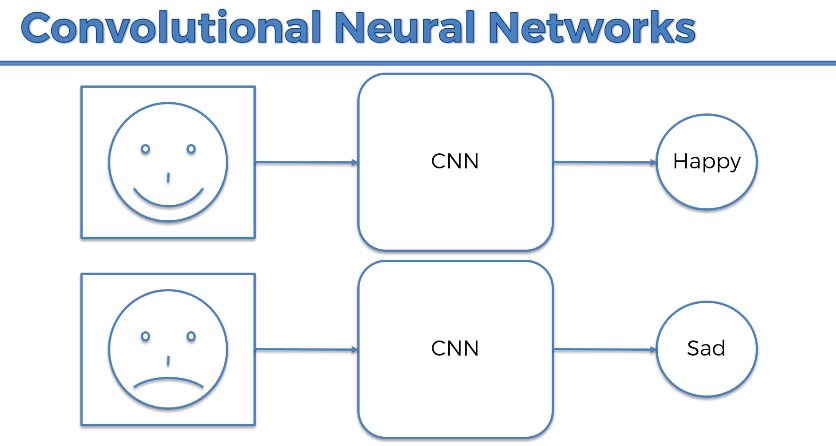 Convolutional Neural Networks
CNN
Happy
CNN
Sad